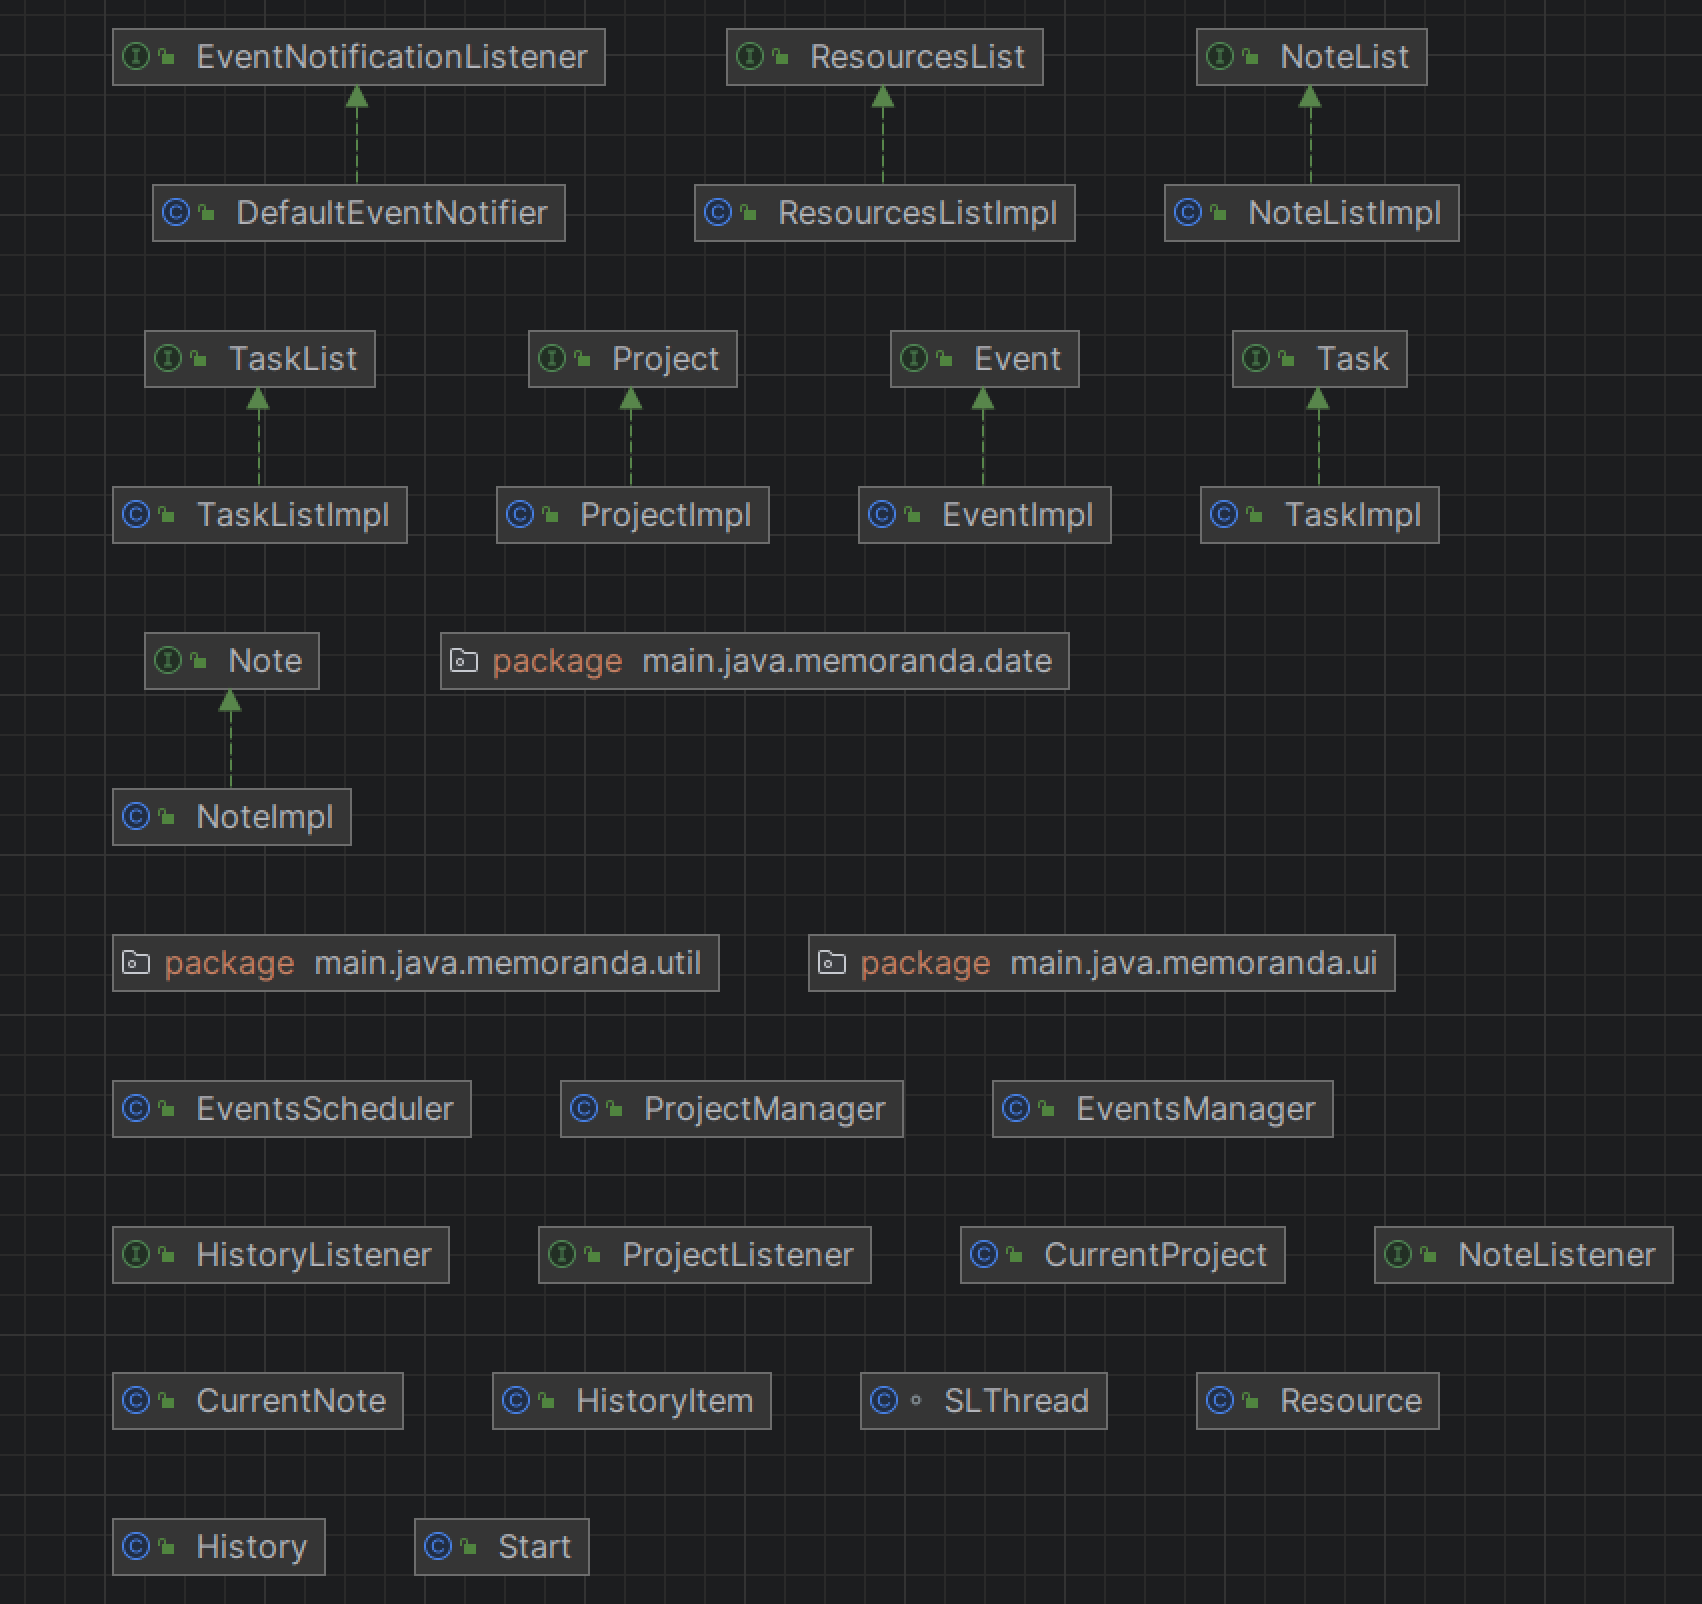 EventNotificationListener ResourcesList NoteList
DefaultEventNotifier ResourcesListImpl NoteListImpl
TaskList Project Event Task
TaskListImpl ProjectImpl EventImpl TaskImpl
Note package main.java.memoranda.date
NoteImpl
package main.java.memoranda.util package main.java.memoranda.ui
EventsScheduler ProjectManager EventsManager
HistoryListener ProjectListener CurrentProject NoteListener
CurrentNote HistoryItem SLThread Resource
History Start